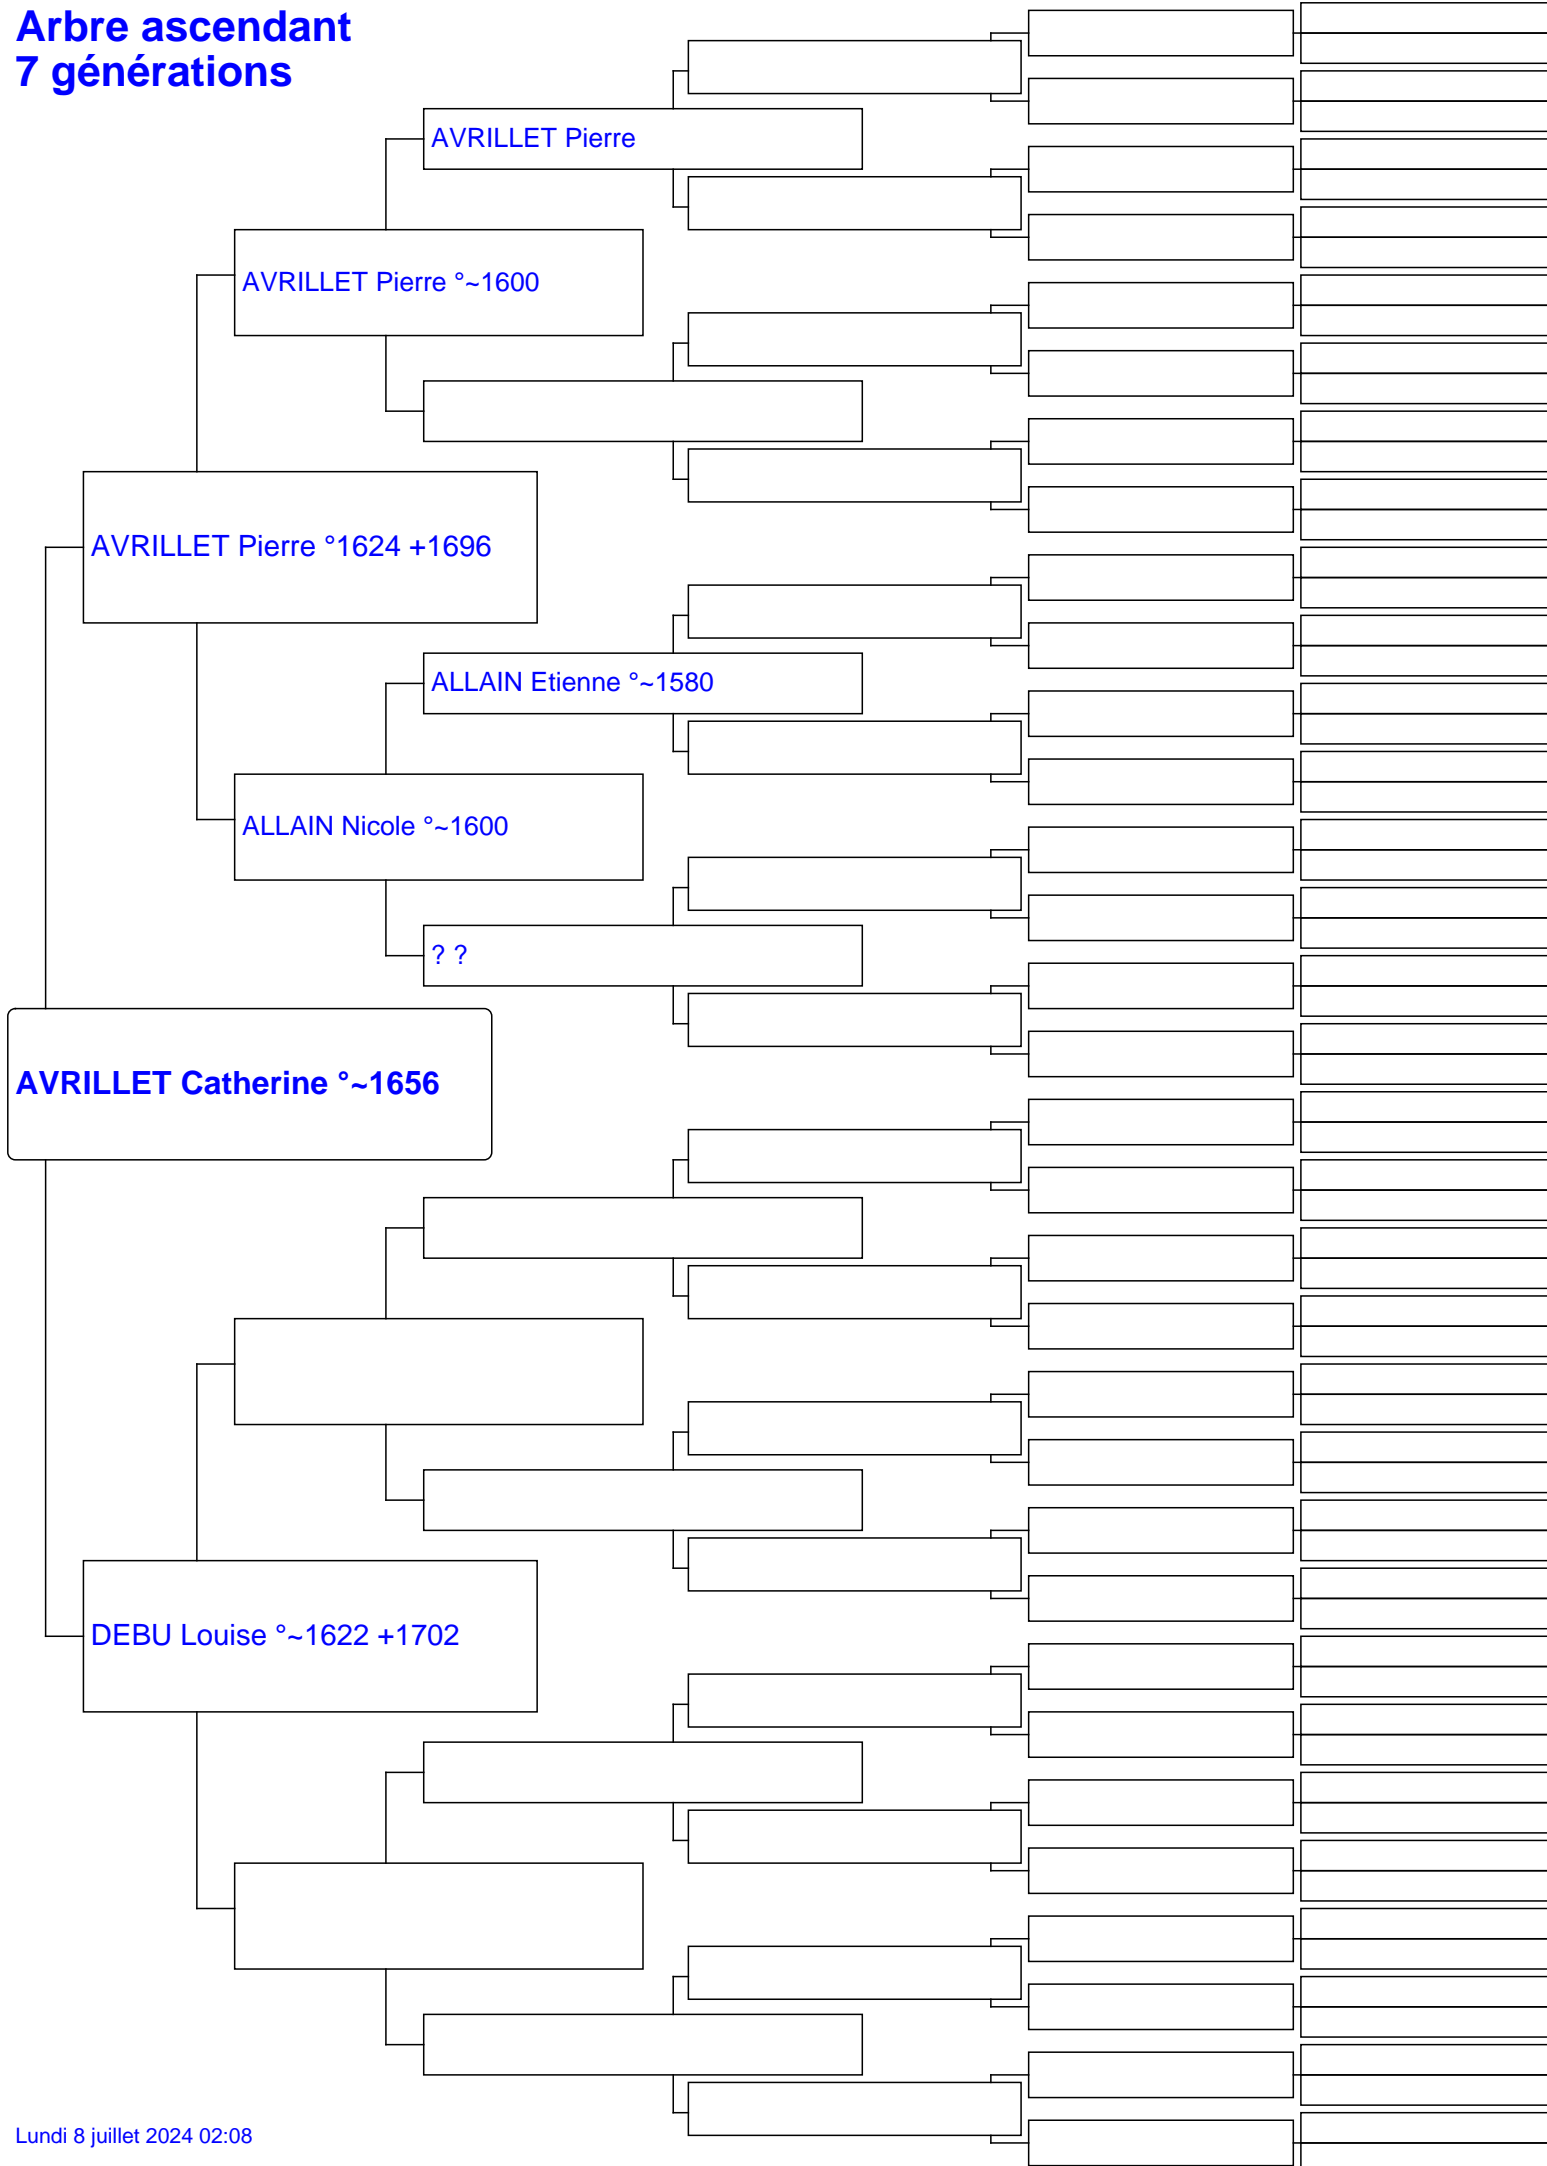 Arbre ascendant
7 générations
AVRILLET Pierre
AVRILLET Pierre °~1600
AVRILLET Pierre °1624 +1696
ALLAIN Etienne °~1580
ALLAIN Nicole °~1600
? ?
AVRILLET Catherine °~1656
DEBU Louise °~1622 +1702
Lundi 8 juillet 2024 02:08